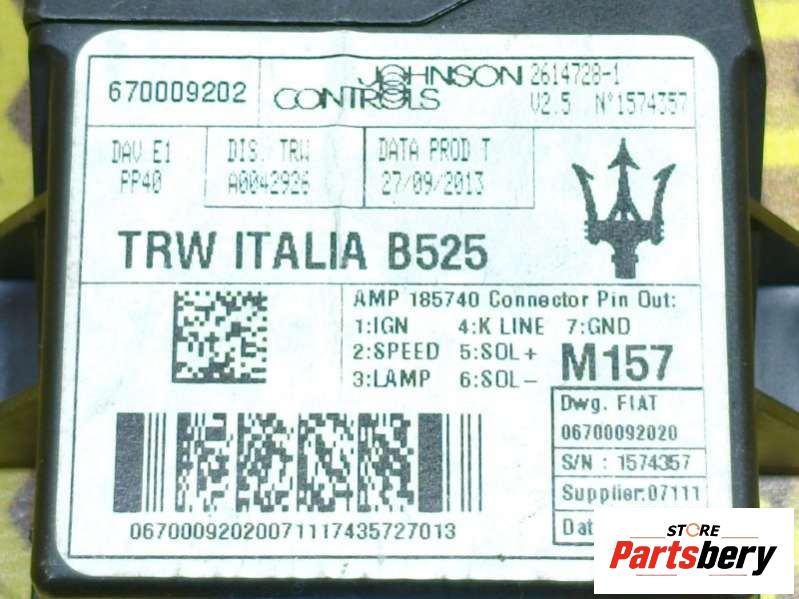 670009202
JOHNSON
CONTROLS
2614728-1
V2.5 N°1574357
DAV E1
PP40
DIS. TRW
A0042926
DATA PROD T
27/09/2013
TRW ITALIA B525
AMP 185740 Connector Pin Out:
1:IGN 4:K LINE 7:GND
2:SPEED 5:SOL+
3:LAMP 6:SOL-
M157
Dwg. FIAT
06700092020
S/N: 1574357
Supplier:07111
Dat
06700092020071117435727013
STORE
Partsbery